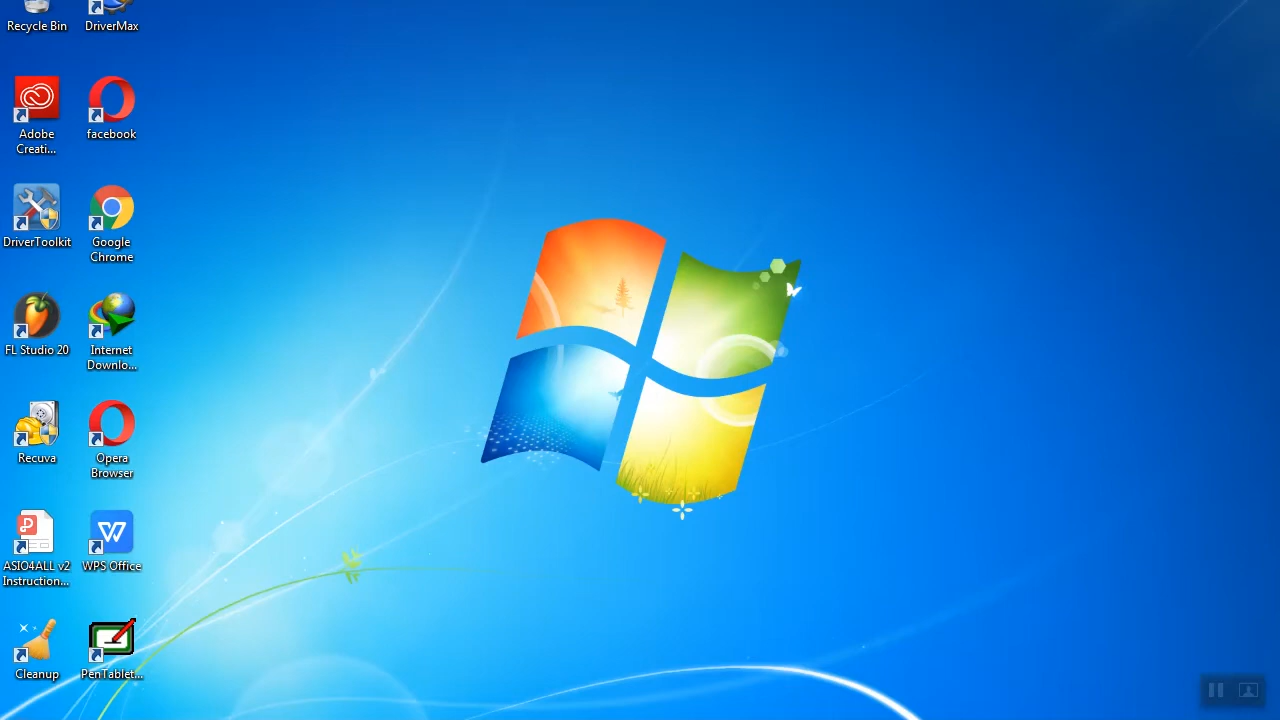 Recycle Bin
DriverMax
Adobe
Creati...
facebook
DriverToolkit
Google
Chrome
FL Studio 20
Internet
Downlo...
Recuva
Opera
Browser
ASIO4ALL v2
Instruction...
WPS Office
Cleanup
PenTablet...